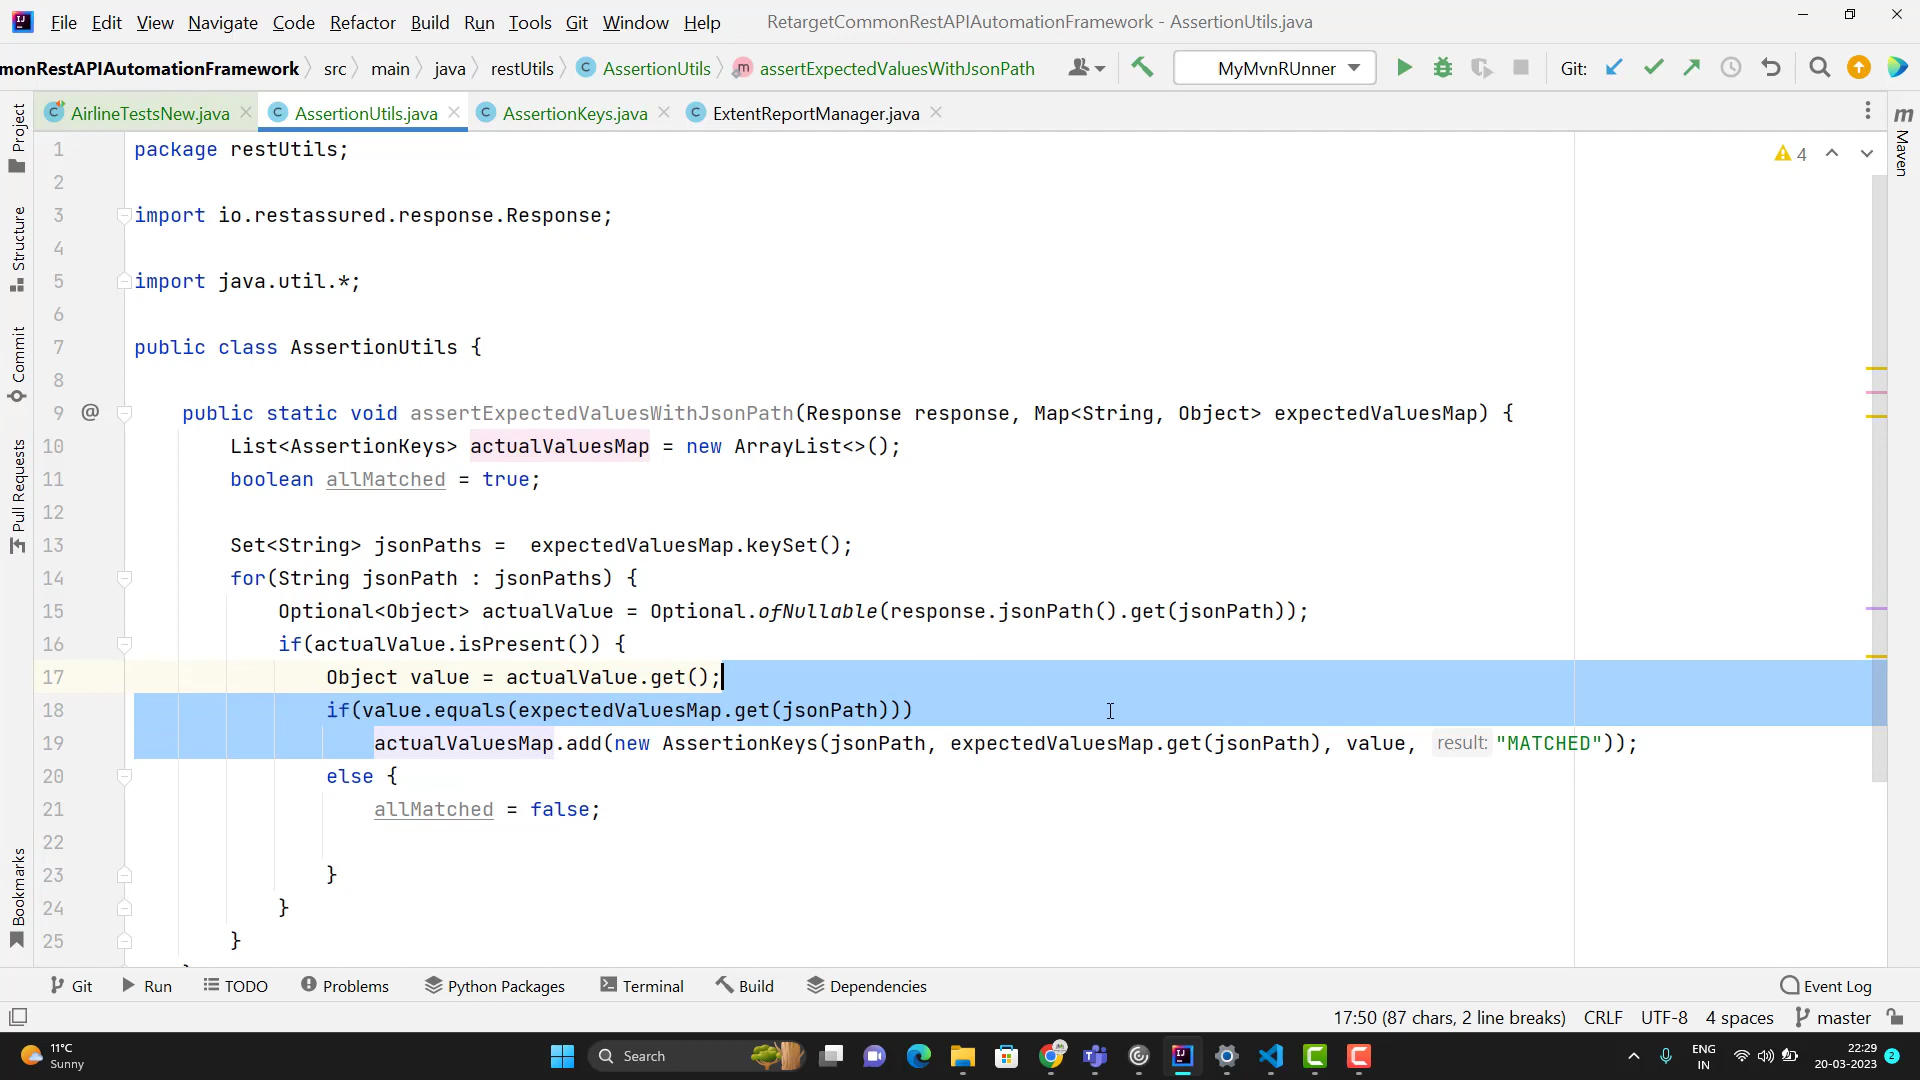 File Edit View Navigate Code Refactor Build Run Tools Git Window Help RetargetCommonRestAPIAutomationFramework - AssertionUtils.java
monRestAPIAutomationFramework src main java restUtils AssertionUtils assertExpectedValuesWithJsonPath MyMvnRUnner Git:
AirlineTestsNew.java AssertionUtils.java AssertionKeys.java ExtentReportManager.java
Project
Structure
Commit
Pull Requests
Bookmarks
Maven
4
1 package restUtils;
2
3 import io.restassured.response.Response;
4
5 import java.util.*;
6
7 public class AssertionUtils {
8
9 @ public static void assertExpectedValuesWithJsonPath(Response response, Map<String, Object> expectedValuesMap) {
10 List<AssertionKeys> actualValuesMap = new ArrayList<>();
11 boolean allMatched = true;
12
13 Set<String> jsonPaths =  expectedValuesMap.keySet();
14 for(String jsonPath : jsonPaths) {
15 Optional<Object> actualValue = Optional.ofNullable(response.jsonPath().get(jsonPath));
16 if(actualValue.isPresent()) {
17 Object value = actualValue.get();
18 if(value.equals(expectedValuesMap.get(jsonPath)))
19 actualValuesMap.add(new AssertionKeys(jsonPath, expectedValuesMap.get(jsonPath), value, result: "MATCHED"));
20 else {
21 allMatched = false;
22
23 }
24 }
25 }
Git Run TODO Problems Python Packages Terminal Build Dependencies Event Log
17:50 (87 chars, 2 line breaks) CRLF UTF-8 4 spaces master
11°C
Sunny
Search
ENG
IN
22:29
20-03-2023
2